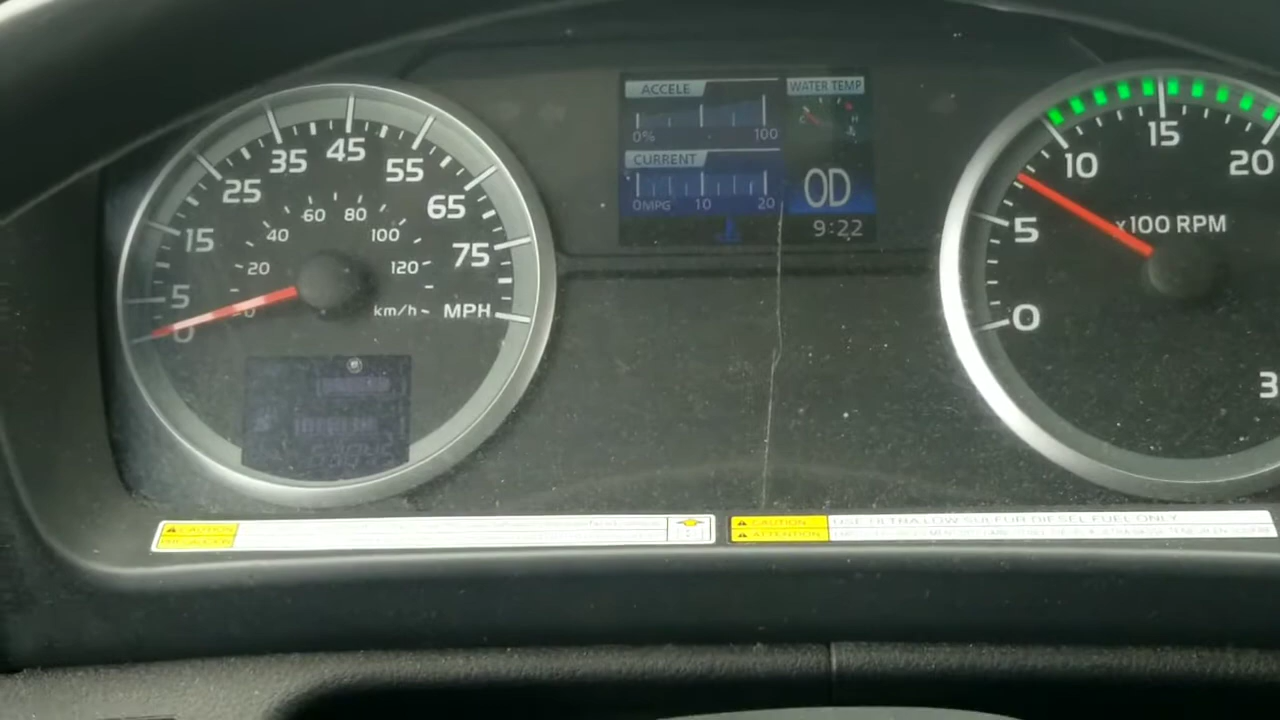 5
15
25
35
45
55
65
75
20
40
60
80
100
120
km/h
MPH
0
ACCELE
0% 100
CURRENT
0MPG 10 20
WATER TEMP
C H
OD
9:22
0
5
10
15
20
x100 RPM
CAUTION
CAUTION USE ULTRA LOW SULFUR DIESEL FUEL ONLY
ATTENTION